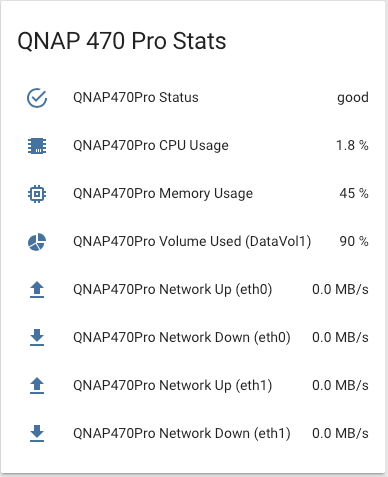 QNAP 470 Pro Stats
QNAP470Pro Status good
QNAP470Pro CPU Usage 1.8 %
QNAP470Pro Memory Usage 45 %
QNAP470Pro Volume Used (DataVol1) 90 %
QNAP470Pro Network Up (eth0) 0.0 MB/s
QNAP470Pro Network Down (eth0) 0.0 MB/s
QNAP470Pro Network Up (eth1) 0.0 MB/s
QNAP470Pro Network Down (eth1) 0.0 MB/s